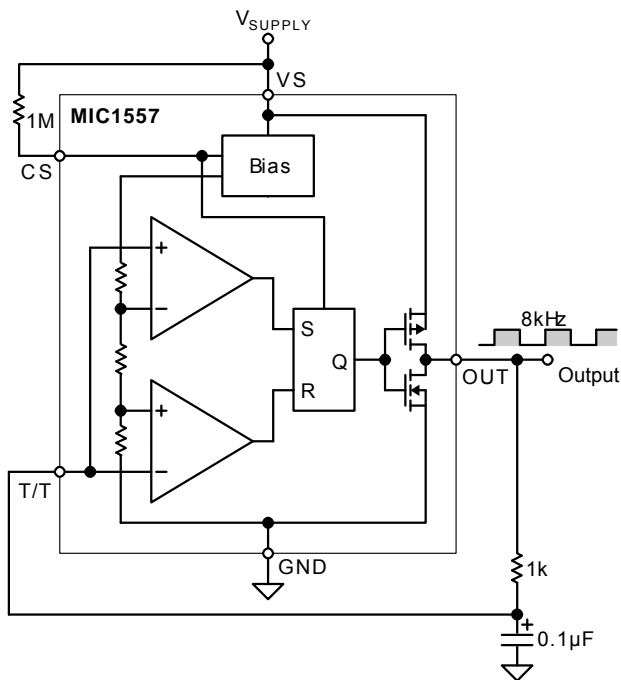 VSUPPLY
VS
1M
MIC1557
CS
Bias
+
−
S
8kHz
Q
R
OUT
Output
+
−
T/T
GND
1k
+
0.1µF